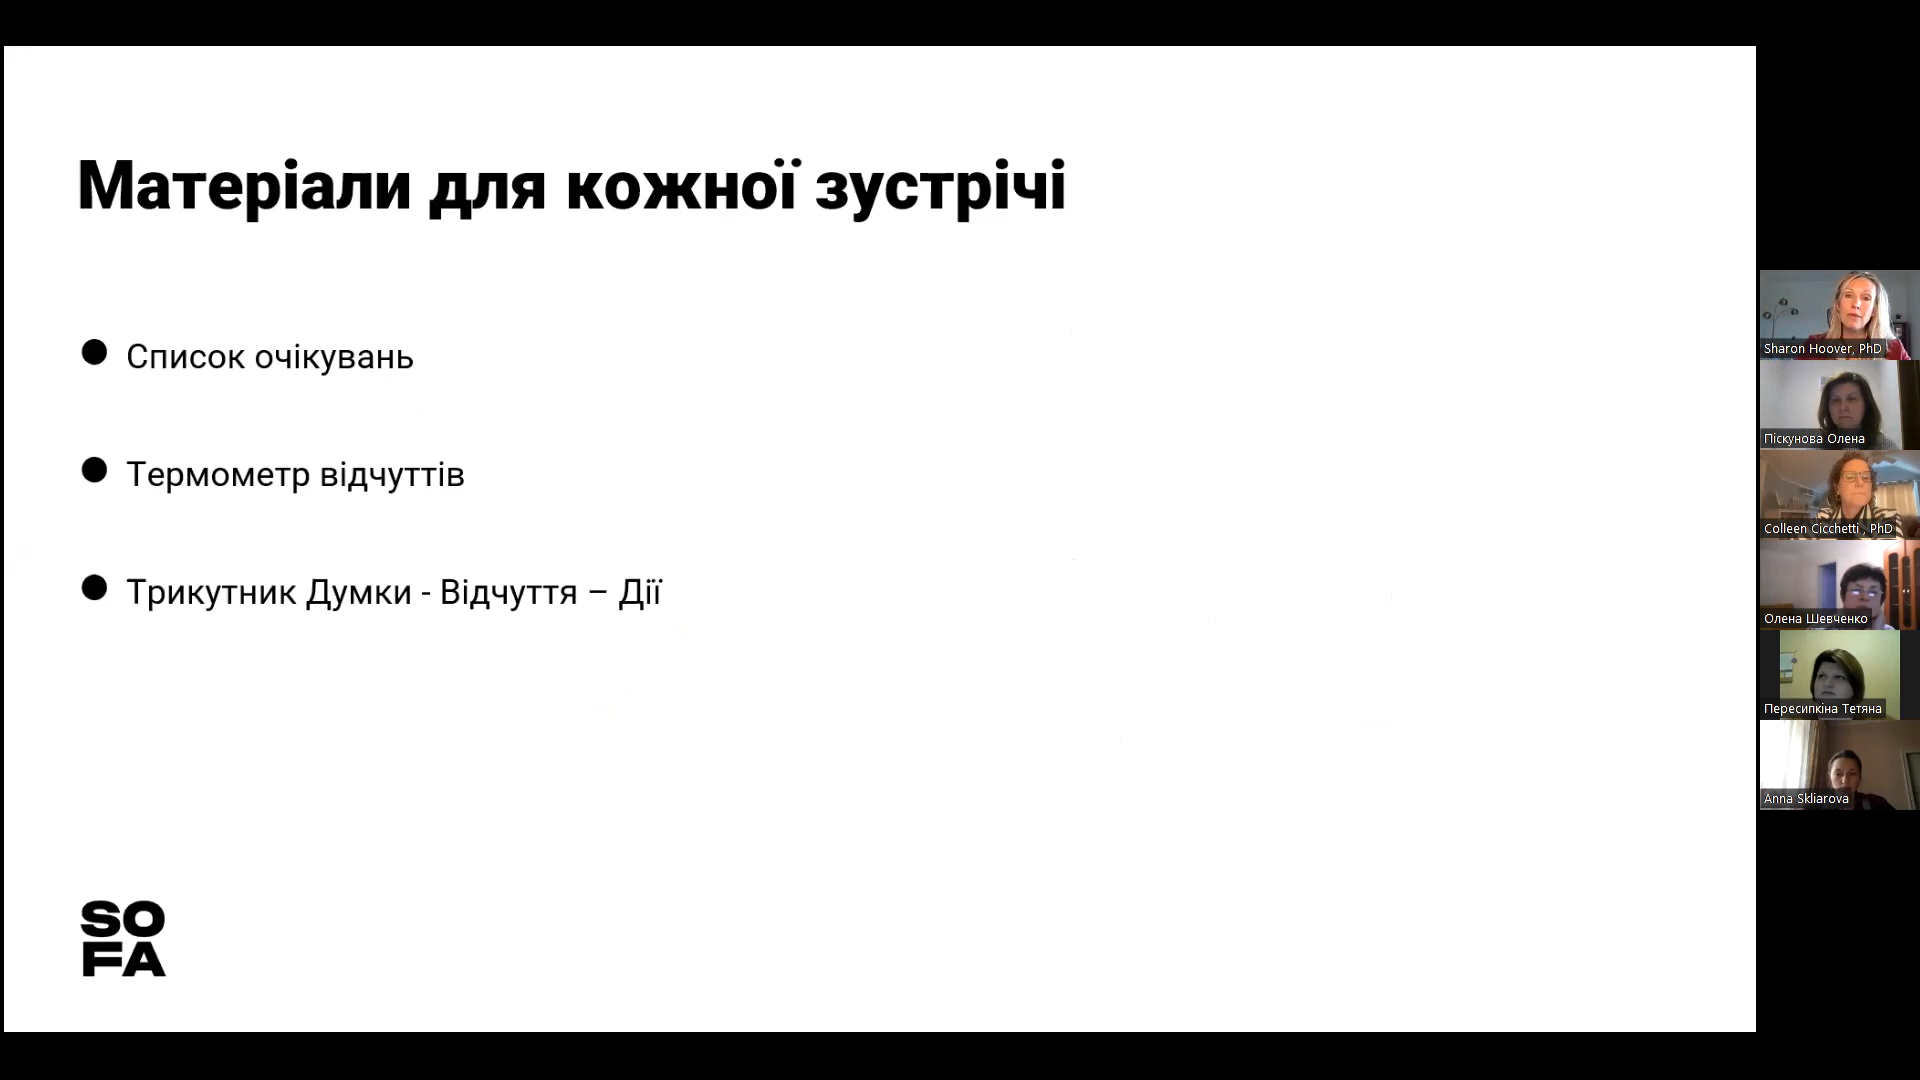 Матеріали для кожної зустрічі
Список очікувань
Термометр відчуттів
Трикутник Думки - Відчуття – Дії
SO
FA
Sharon Hoover, PhD
Піскунова Олена
Colleen Cicchetti , PhD
Олена Шевченко
Пересипкіна Тетяна
Anna Skliarova